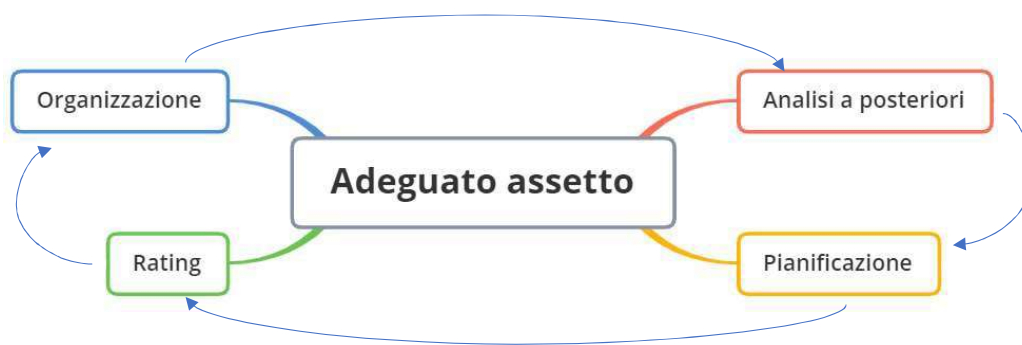 Organizzazione
Analisi a posteriori
Adeguato assetto
Rating
Pianificazione